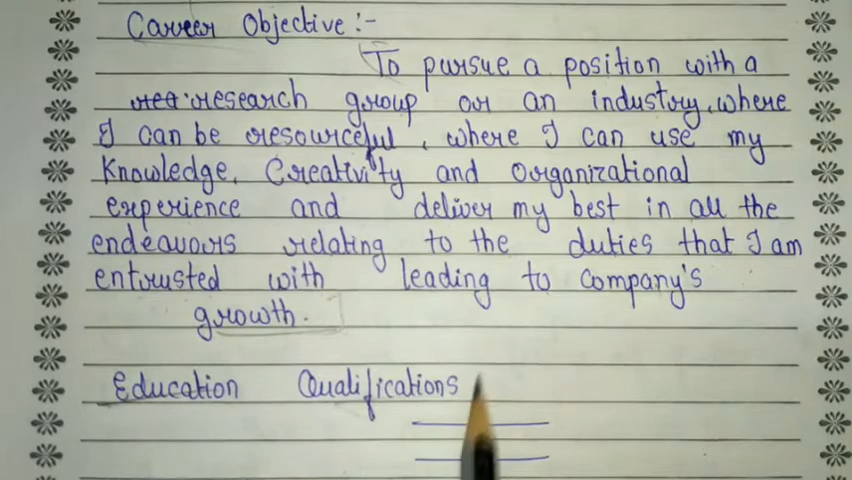 Career Objective :-
To pursue a position with a
research group or an industry, where
I can be resourceful, where I can use my
Knowledge, Creativity and Organizational
experience and deliver my best in all the
endeavours relating to the duties that I am
entrusted with leading to Company's
growth.
Education Qualifications